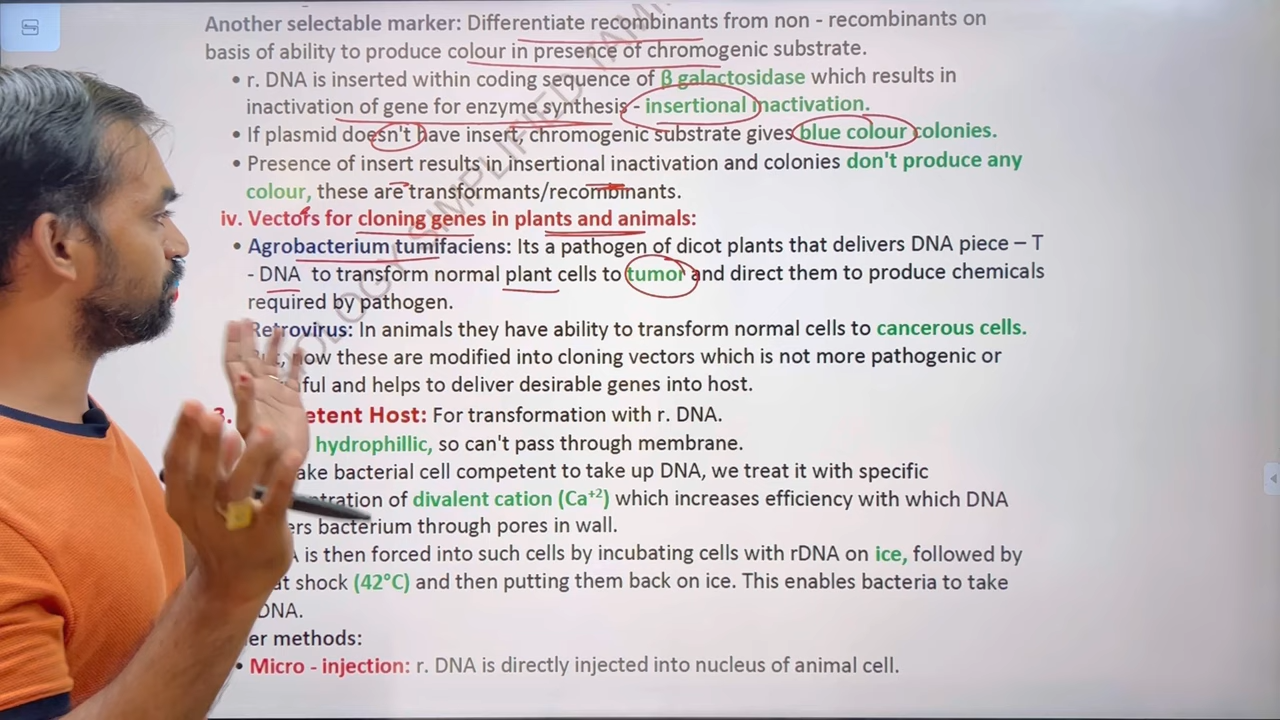 Another selectable marker: Differentiate recombinants from non - recombinants on
basis of ability to produce colour in presence of chromogenic substrate.
• r. DNA is inserted within coding sequence of β galactosidase which results in
inactivation of gene for enzyme synthesis - insertional inactivation.
• If plasmid doesn't have insert, chromogenic substrate gives blue colour colonies.
• Presence of insert results in insertional inactivation and colonies don't produce any
colour, these are transformants/recombinants.
iv. Vectors for cloning genes in plants and animals:
• Agrobacterium tumifaciens: Its a pathogen of dicot plants that delivers DNA piece – T
- DNA to transform normal plant cells to tumor and direct them to produce chemicals
required by pathogen.
Retrovirus: In animals they have ability to transform normal cells to cancerous cells.
now these are modified into cloning vectors which is not more pathogenic or
and helps to deliver desirable genes into host.
3. Host: For transformation with r. DNA.
hydrophillic, so can't pass through membrane.
bacterial cell competent to take up DNA, we treat it with specific
of divalent cation (Ca+2) which increases efficiency with which DNA
bacterium through pores in wall.
is then forced into such cells by incubating cells with rDNA on ice, followed by
shock (42°C) and then putting them back on ice. This enables bacteria to take
DNA.
methods:
• Micro - injection: r. DNA is directly injected into nucleus of animal cell.